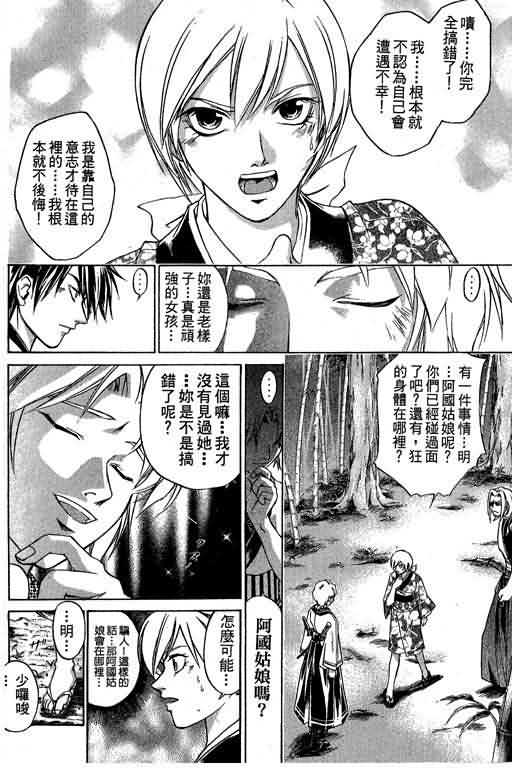 嘖……你完
全搞錯了!
我……根本就
不認為自己會
遭遇不幸!
我是靠自己的
意志才待在這
裡的……我根
本就不後悔!
妳還是老樣
子…真是頑
強的女孩…
…
…
有一件事情…明
…阿國姑娘呢?
你們已經碰過面
了吧?還有,狂
的身體在哪裡?
…
阿國姑娘嗎?
這個嘛…我才
沒有見過她…
…妳是不是搞
錯了呢?
怎麼可能…
騙人!這樣的
話…那阿國姑
娘會在哪裡…
…明…
少囉唆